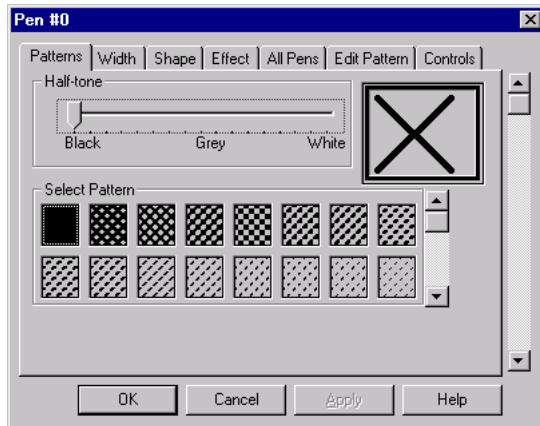 Pen #0
Patterns Width Shape Effect All Pens Edit Pattern Controls
Half-tone
Black Grey White
Select Pattern
OK Cancel Apply Help